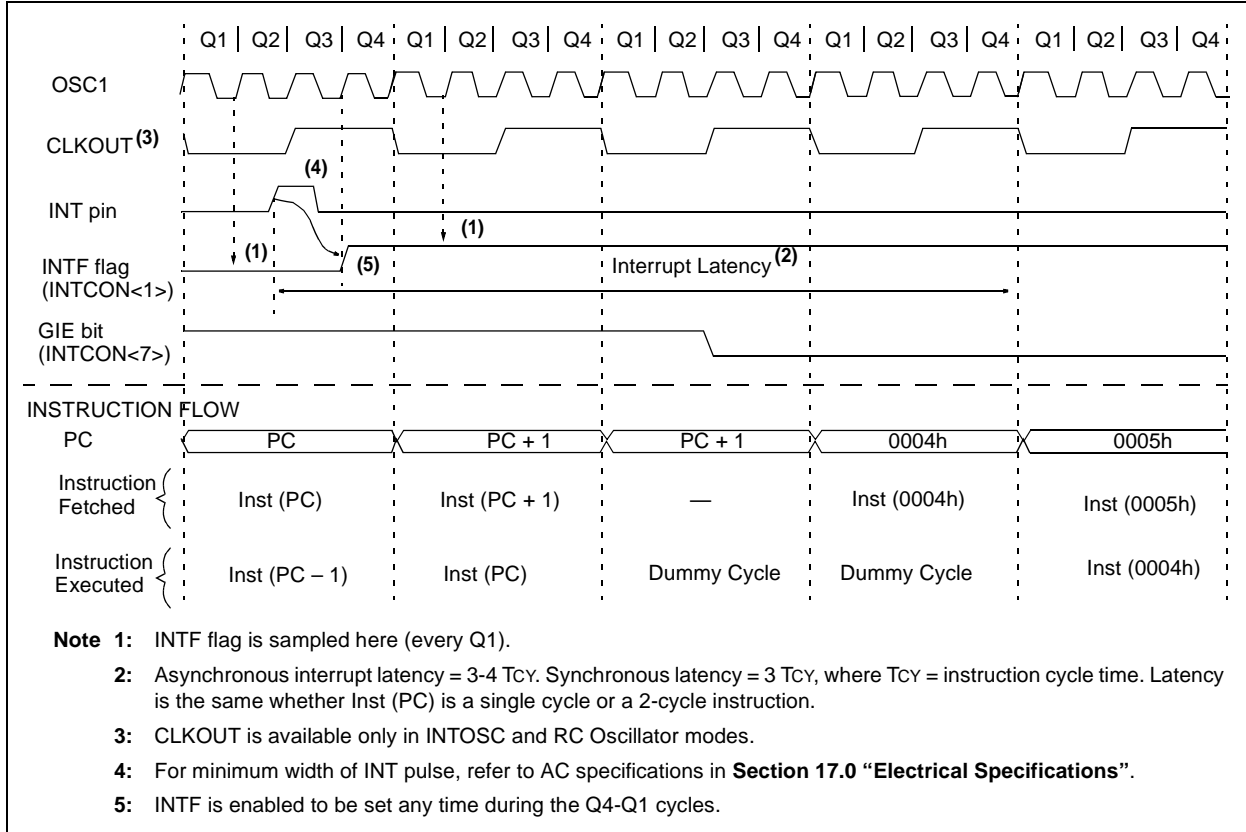 Q1 | Q2 | Q3 | Q4 Q1 | Q2 | Q3 | Q4 Q1 | Q2 | Q3 | Q4 Q1 | Q2 | Q3 | Q4 Q1 | Q2 | Q3 | Q4
OSC1
CLKOUT (3)
(4)
INT pin
(1)
(1) (5)
INTF flag
(INTCON<1>)
Interrupt Latency (2)
GIE bit
(INTCON<7>)
INSTRUCTION FLOW
PC PC PC + 1 PC + 1 0004h 0005h
Instruction
Fetched
Inst (PC) Inst (PC + 1) — Inst (0004h) Inst (0005h)
Instruction
Executed
Inst (PC – 1) Inst (PC) Dummy Cycle Dummy Cycle Inst (0004h)
Note 1: INTF flag is sampled here (every Q1).
2: Asynchronous interrupt latency = 3-4 TCY. Synchronous latency = 3 TCY, where TCY = instruction cycle time. Latency
is the same whether Inst (PC) is a single cycle or a 2-cycle instruction.
3: CLKOUT is available only in INTOSC and RC Oscillator modes.
4: For minimum width of INT pulse, refer to AC specifications in Section 17.0 “Electrical Specifications”.
5: INTF is enabled to be set any time during the Q4-Q1 cycles.